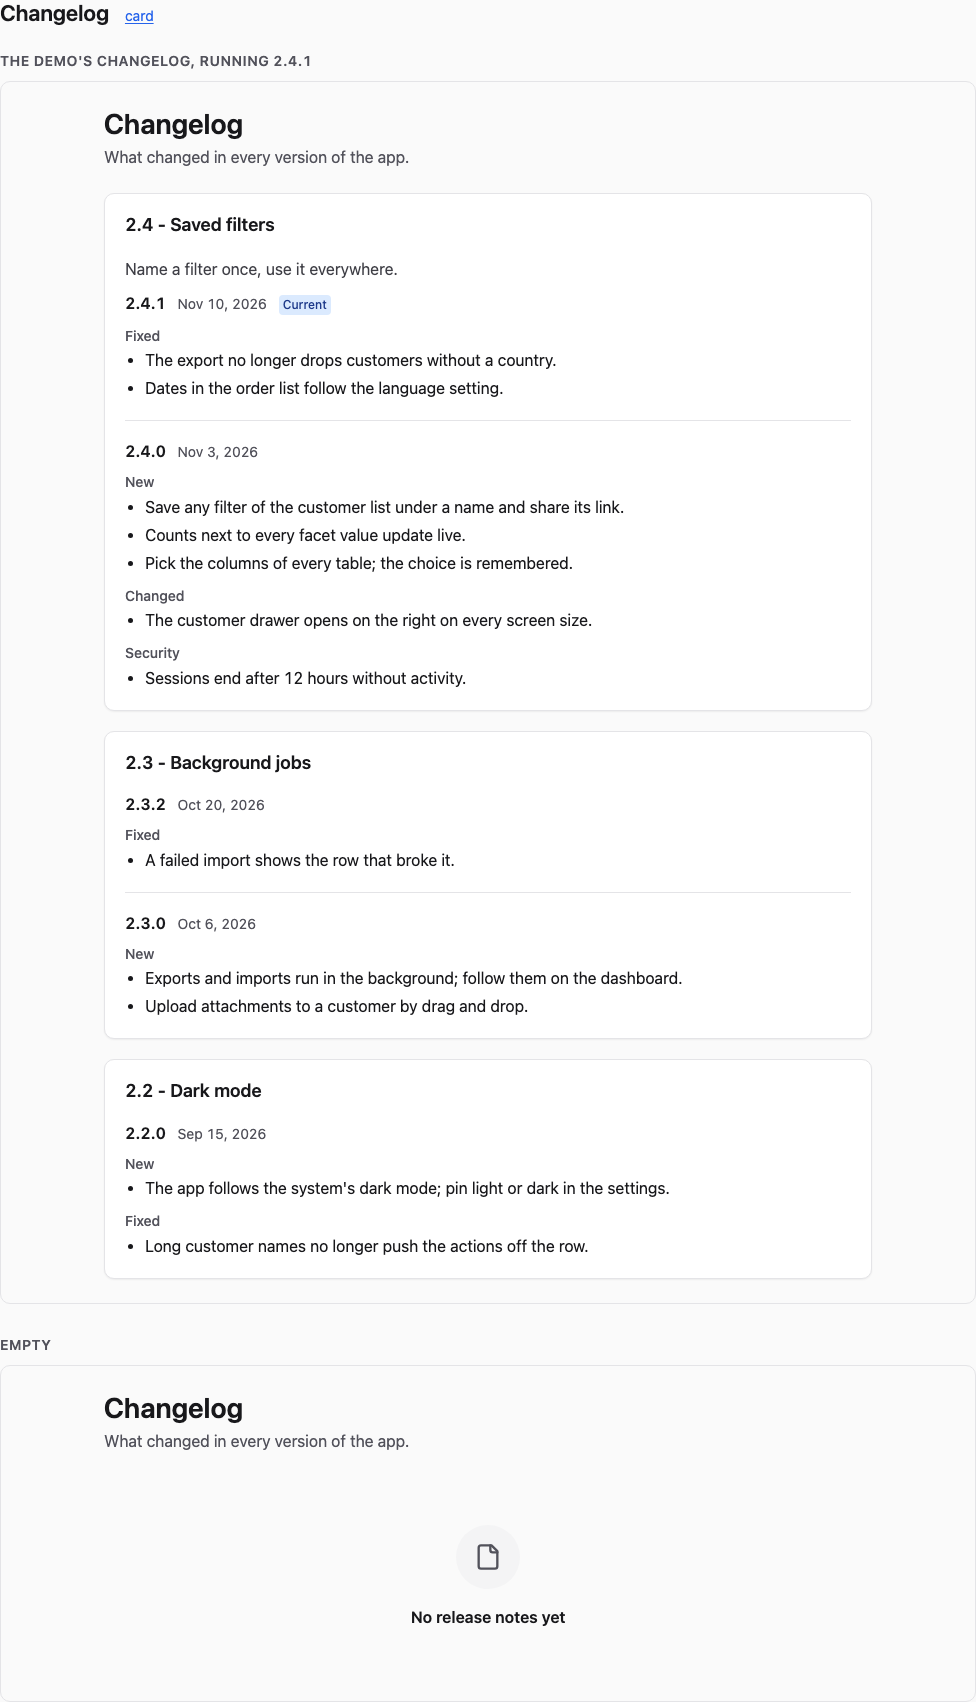 Changelog card
THE DEMO'S CHANGELOG, RUNNING 2.4.1
Changelog
What changed in every version of the app.
2.4 - Saved filters
Name a filter once, use it everywhere.
2.4.1 Nov 10, 2026 Current
Fixed
• The export no longer drops customers without a country.
• Dates in the order list follow the language setting.
2.4.0 Nov 3, 2026
New
• Save any filter of the customer list under a name and share its link.
• Counts next to every facet value update live.
• Pick the columns of every table; the choice is remembered.
Changed
• The customer drawer opens on the right on every screen size.
Security
• Sessions end after 12 hours without activity.
2.3 - Background jobs
2.3.2 Oct 20, 2026
Fixed
• A failed import shows the row that broke it.
2.3.0 Oct 6, 2026
New
• Exports and imports run in the background; follow them on the dashboard.
• Upload attachments to a customer by drag and drop.
2.2 - Dark mode
2.2.0 Sep 15, 2026
New
• The app follows the system's dark mode; pin light or dark in the settings.
Fixed
• Long customer names no longer push the actions off the row.
EMPTY
Changelog
What changed in every version of the app.
No release notes yet